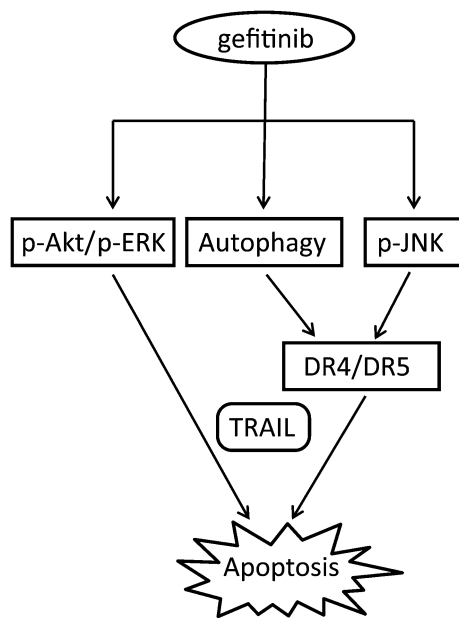 gefitinib
p-Akt/p-ERK
Autophagy
p-JNK
DR4/DR5
TRAIL
Apoptosis